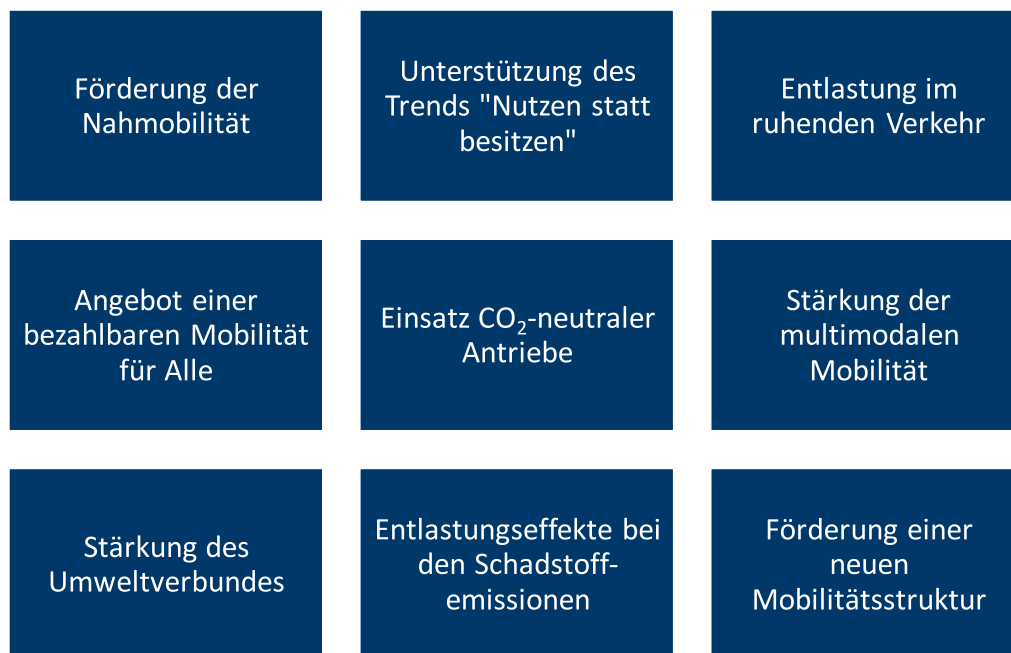 Förderung der
Nahmobilität
Unterstützung des
Trends "Nutzen statt
besitzen"
Entlastung im
ruhenden Verkehr
Angebot einer
bezahlbaren Mobilität
für Alle
Einsatz CO₂-neutraler
Antriebe
Stärkung der
multimodalen
Mobilität
Stärkung des
Umweltverbundes
Entlastungseffekte bei
den Schadstoff-
emissionen
Förderung einer
neuen
Mobilitätsstruktur